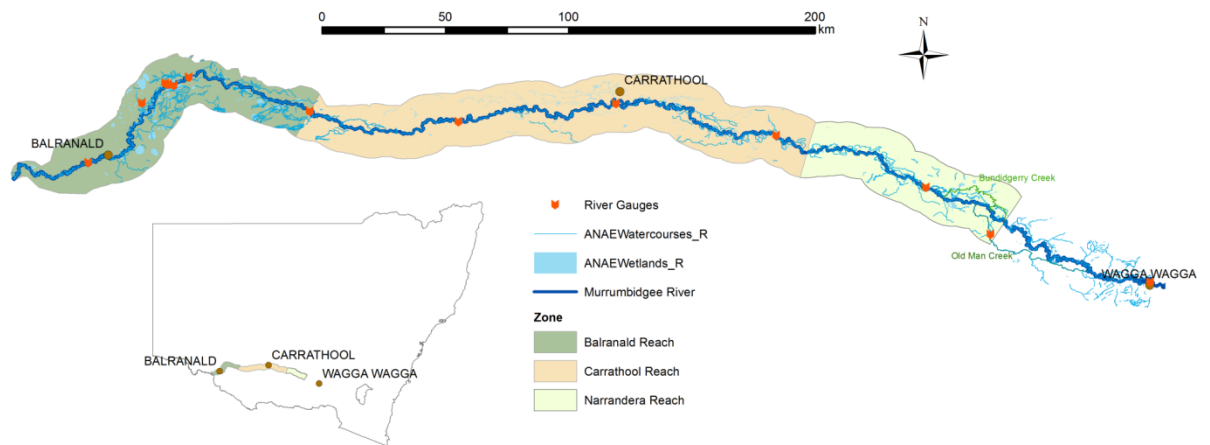 0 50 100 200
km
N
CARRATHOOL
BALRANALD
Bundidgerry Creek
Old Man Creek
WAGGA WAGGA
River Gauges
ANAEWatercourses_R
ANAEWetlands_R
Murrumbidgee River
Zone
Balranald Reach
Carrathool Reach
Narrandera Reach
BALRANALD
CARRATHOOL
WAGGA WAGGA